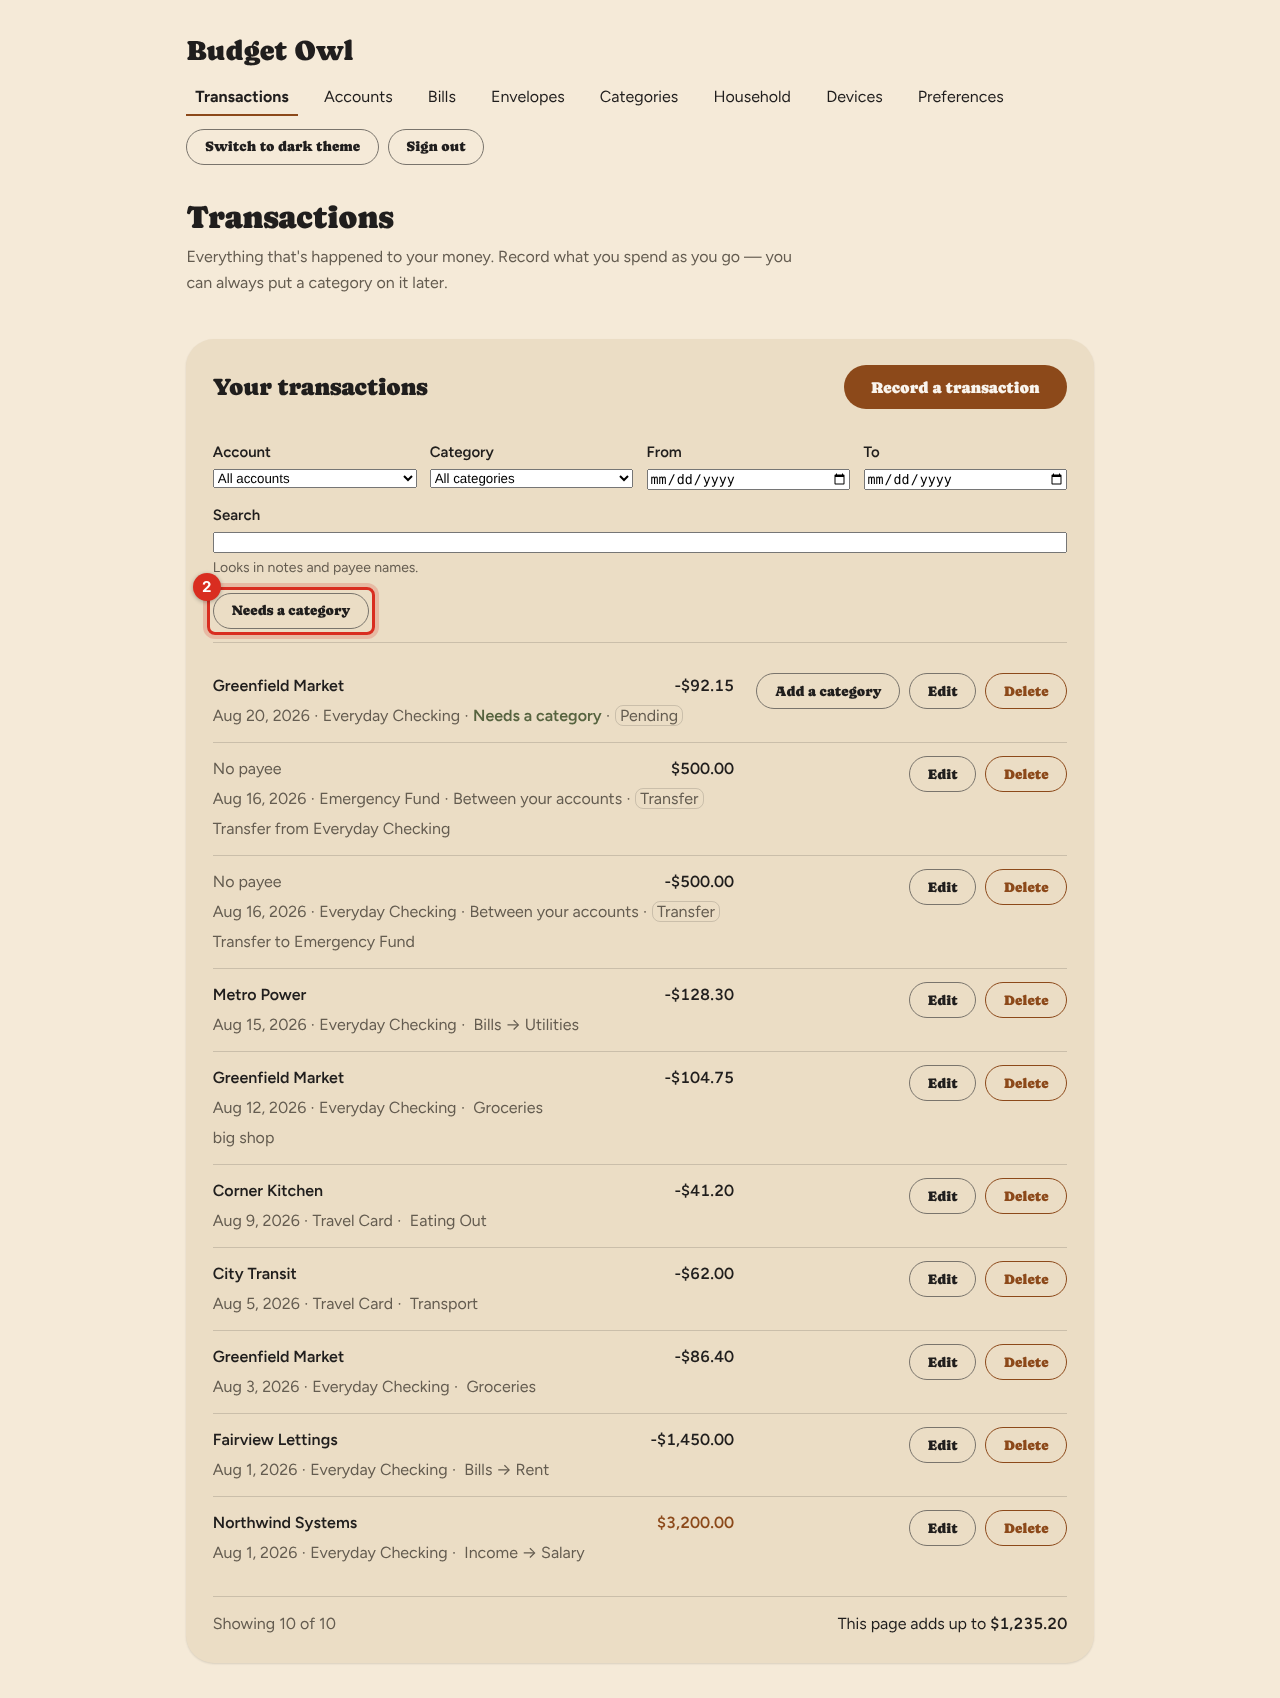 Budget Owl
Transactions Accounts Bills Envelopes Categories Household Devices Preferences
Switch to dark theme Sign out
Transactions
Everything that's happened to your money. Record what you spend as you go — you
can always put a category on it later.
Your transactions Record a transaction
Account Category From To
All accounts All categories mm/dd/yyyy mm/dd/yyyy
Search
Looks in notes and payee names.
2
Needs a category
Greenfield Market -$92.15 Add a category Edit Delete
Aug 20, 2026 · Everyday Checking · Needs a category · Pending
No payee $500.00 Edit Delete
Aug 16, 2026 · Emergency Fund · Between your accounts · Transfer
Transfer from Everyday Checking
No payee -$500.00 Edit Delete
Aug 16, 2026 · Everyday Checking · Between your accounts · Transfer
Transfer to Emergency Fund
Metro Power -$128.30 Edit Delete
Aug 15, 2026 · Everyday Checking · Bills → Utilities
Greenfield Market -$104.75 Edit Delete
Aug 12, 2026 · Everyday Checking · Groceries
big shop
Corner Kitchen -$41.20 Edit Delete
Aug 9, 2026 · Travel Card · Eating Out
City Transit -$62.00 Edit Delete
Aug 5, 2026 · Travel Card · Transport
Greenfield Market -$86.40 Edit Delete
Aug 3, 2026 · Everyday Checking · Groceries
Fairview Lettings -$1,450.00 Edit Delete
Aug 1, 2026 · Everyday Checking · Bills → Rent
Northwind Systems $3,200.00 Edit Delete
Aug 1, 2026 · Everyday Checking · Income → Salary
Showing 10 of 10 This page adds up to $1,235.20